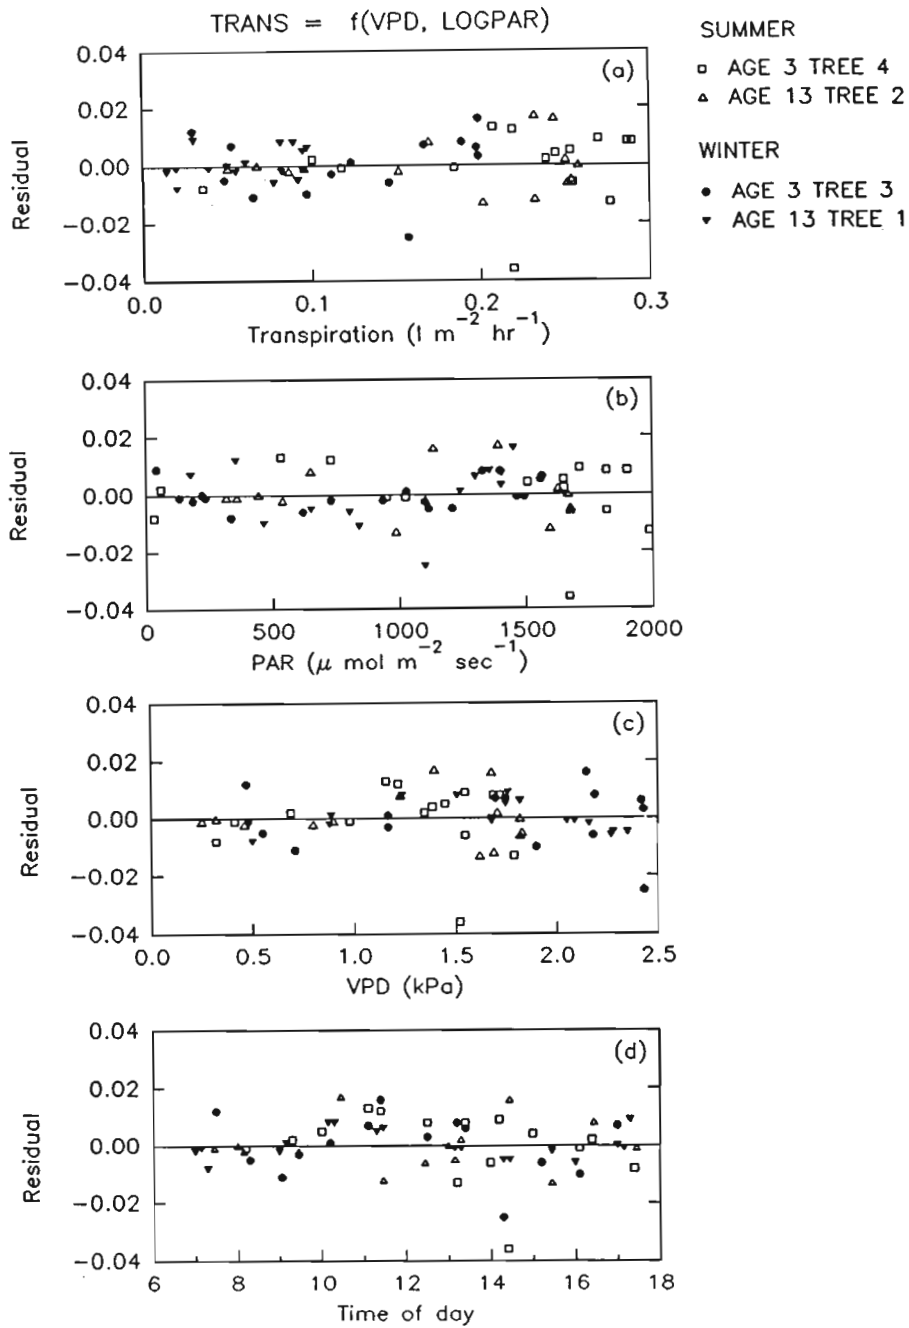 TRANS = f(VPD, LOGPAR)
SUMMER
AGE 3 TREE 4
AGE 13 TREE 2
WINTER
AGE 3 TREE 3
AGE 13 TREE 1
0.04
(a)
0.02
0.00
−0.02
−0.04
Residual
0.0 0.1 0.2 0.3
Transpiration (l m⁻² hr⁻¹)
0.04
(b)
0.02
0.00
−0.02
−0.04
Residual
0 500 1000 1500 2000
PAR (μ mol m⁻² sec⁻¹)
0.04
(c)
0.02
0.00
−0.02
−0.04
Residual
0.0 0.5 1.0 1.5 2.0 2.5
VPD (kPa)
0.04
(d)
0.02
0.00
−0.02
−0.04
Residual
6 8 10 12 14 16 18
Time of day